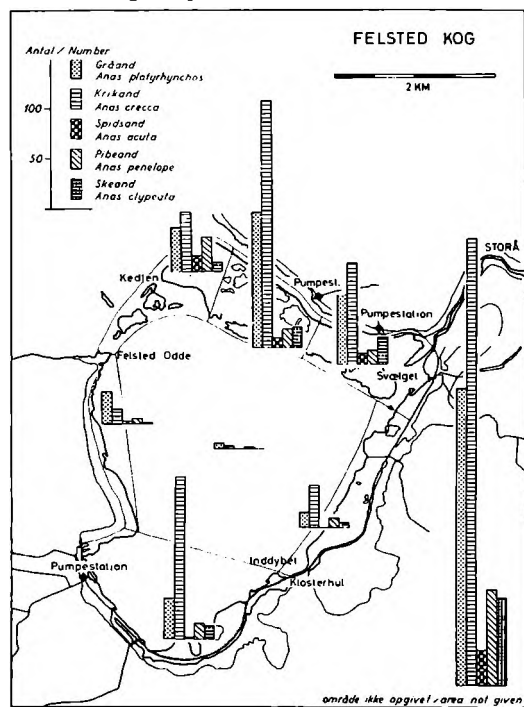 FELSTED KOG
2 KM
Antal / Number
Gråand
Anas platyrhynchos
Krikand
Anas crecca
Spidsand
Anas acuta
Pibeand
Anas penelope
Skeand
Anas clypeata
100
50
STORÅ
Kedjen
Pumpest.
Pumpestation
Felsted Odde
Svælget
Inddybet
Pumpestation
Klosterhul
område ikke opgivet / area not given